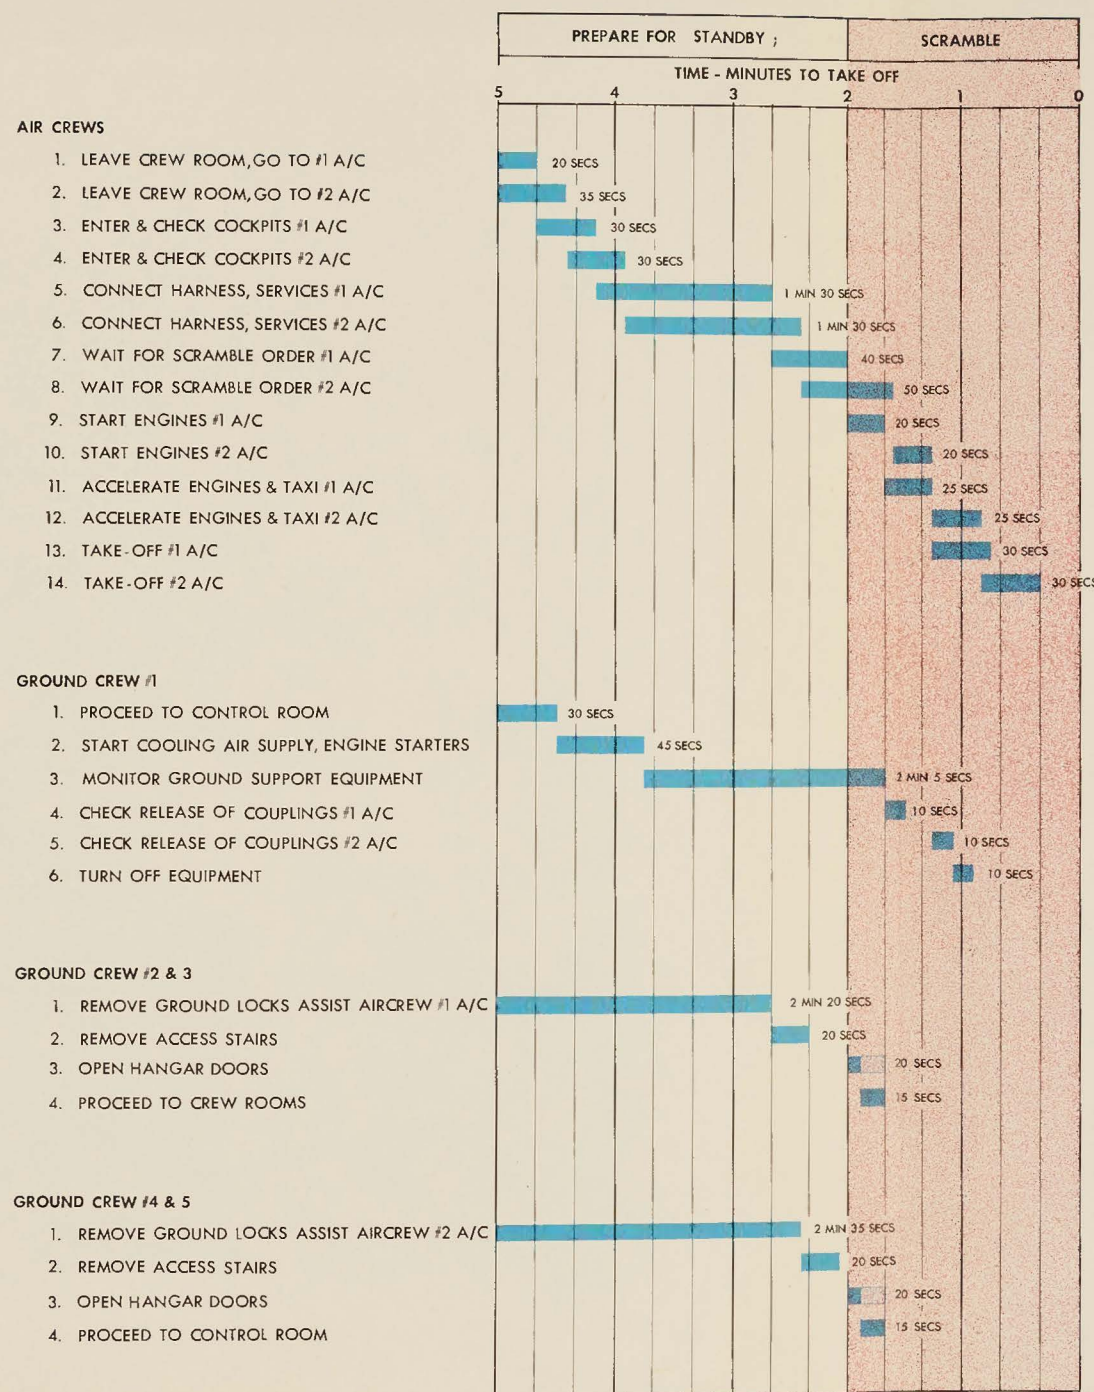 PREPARE FOR STANDBY ;
SCRAMBLE
TIME - MINUTES TO TAKE OFF
5 4 3 2 1 0
AIR CREWS
1. LEAVE CREW ROOM, GO TO #1 A/C 20 SECS
2. LEAVE CREW ROOM, GO TO #2 A/C 35 SECS
3. ENTER & CHECK COCKPITS #1 A/C 30 SECS
4. ENTER & CHECK COCKPITS #2 A/C 30 SECS
5. CONNECT HARNESS, SERVICES #1 A/C 1 MIN 30 SECS
6. CONNECT HARNESS, SERVICES #2 A/C 1 MIN 30 SECS
7. WAIT FOR SCRAMBLE ORDER #1 A/C 40 SECS
8. WAIT FOR SCRAMBLE ORDER #2 A/C 50 SECS
9. START ENGINES #1 A/C 20 SECS
10. START ENGINES #2 A/C 20 SECS
11. ACCELERATE ENGINES & TAXI #1 A/C 25 SECS
12. ACCELERATE ENGINES & TAXI #2 A/C 25 SECS
13. TAKE-OFF #1 A/C 30 SECS
14. TAKE-OFF #2 A/C 30 SECS
GROUND CREW #1
1. PROCEED TO CONTROL ROOM 30 SECS
2. START COOLING AIR SUPPLY, ENGINE STARTERS 45 SECS
3. MONITOR GROUND SUPPORT EQUIPMENT 2 MIN 5 SECS
4. CHECK RELEASE OF COUPLINGS #1 A/C 10 SECS
5. CHECK RELEASE OF COUPLINGS #2 A/C 10 SECS
6. TURN OFF EQUIPMENT 10 SECS
GROUND CREW #2 & 3
1. REMOVE GROUND LOCKS ASSIST AIRCREW #1 A/C 2 MIN 20 SECS
2. REMOVE ACCESS STAIRS 20 SECS
3. OPEN HANGAR DOORS 20 SECS
4. PROCEED TO CREW ROOMS 15 SECS
GROUND CREW #4 & 5
1. REMOVE GROUND LOCKS ASSIST AIRCREW #2 A/C 2 MIN 35 SECS
2. REMOVE ACCESS STAIRS 20 SECS
3. OPEN HANGAR DOORS 20 SECS
4. PROCEED TO CONTROL ROOM 15 SECS